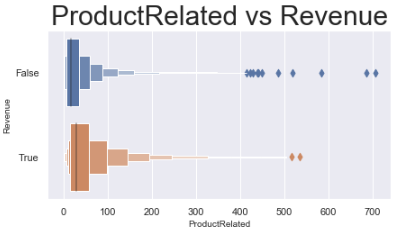 ProductRelated vs Revenue
False
True
Revenue
0 100 200 300 400 500 600 700
ProductRelated